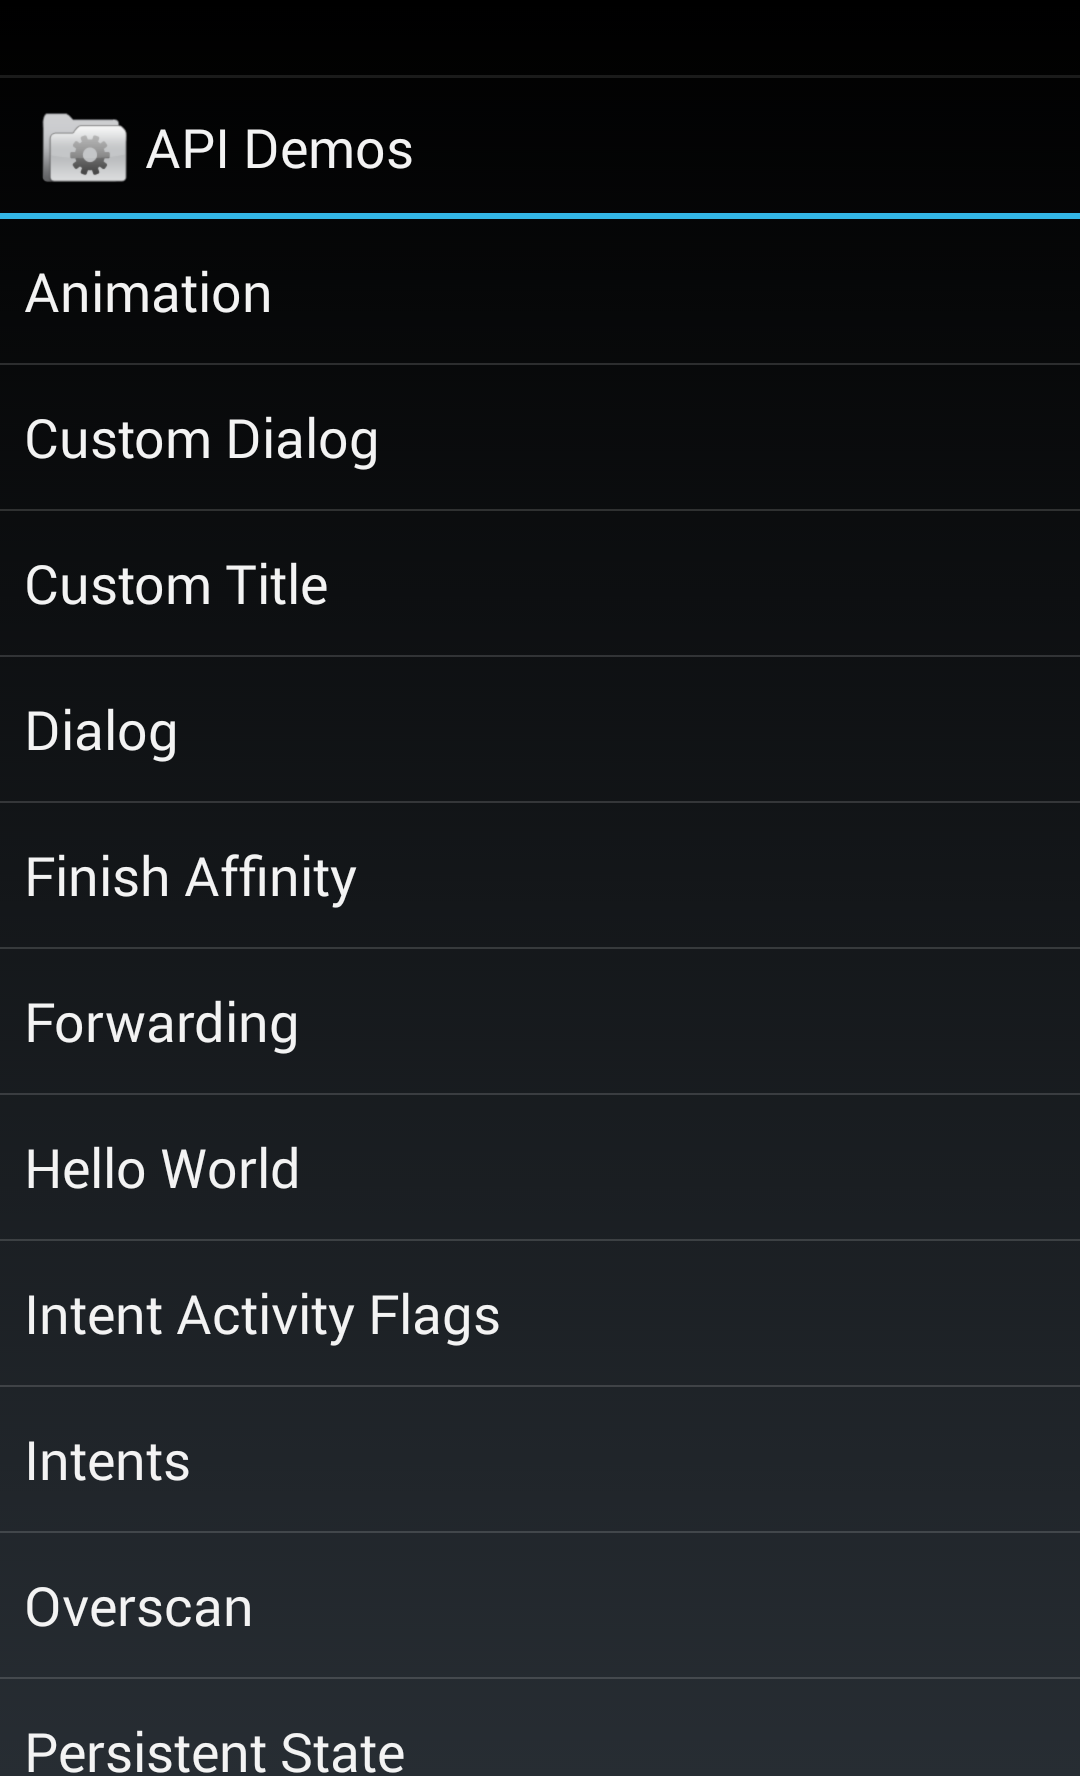 API Demos
Animation
Custom Dialog
Custom Title
Dialog
Finish Affinity
Forwarding
Hello World
Intent Activity Flags
Intents
Overscan
Persistent State